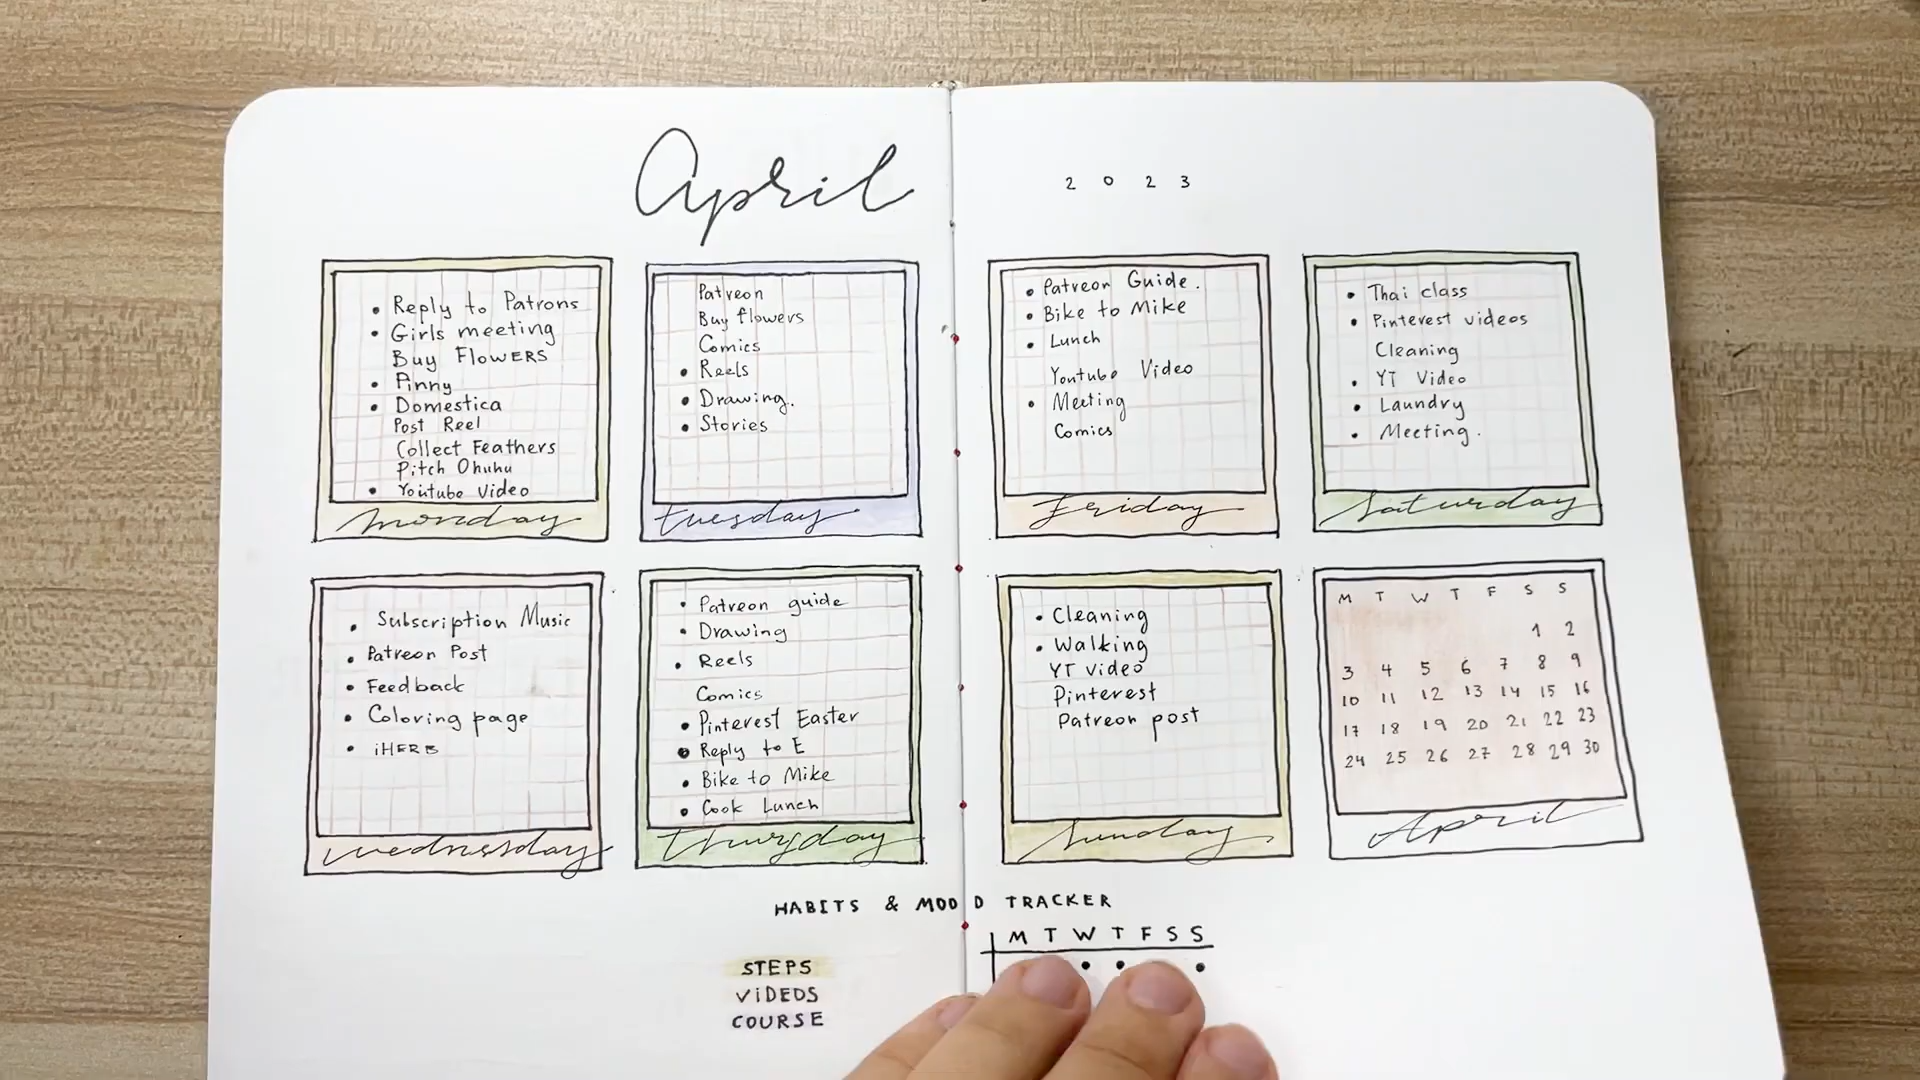 April
2023
• Reply to Patrons
• Girls meeting
Buy FLOWERS
• Pinny
• Domestica
Post Reel
Collect Feathers
Pitch Ohuhu
• Youtube Video
monday
Patreon
Buy flowers
Comics
• Reels
• Drawing.
• Stories
tuesday
• Patreon Guide.
• Bike to Mike
• Lunch
Youtube Video
• Meeting
Comics
Friday
• Thai class
• Pinterest videos
Cleaning
• YT Video
• Laundry
• Meeting.
Saturday
• Subscription Music
• Patreon Post
• Feedback
• Coloring page
• iHERB
wednesday
• Patreon guide
• Drawing
• Reels
Comics
• Pinterest Easter
• Reply to E
• Bike to Mike
• Cook Lunch
thursday
• Cleaning
• Walking
YT video
Pinterest
Patreon post
Sunday
M T W T F S S
1 2
3 4 5 6 7 8 9
10 11 12 13 14 15 16
17 18 19 20 21 22 23
24 25 26 27 28 29 30
April
HABITS & MOOD TRACKER
M T W T F S S
STEPS
ViDEOS
COURSE